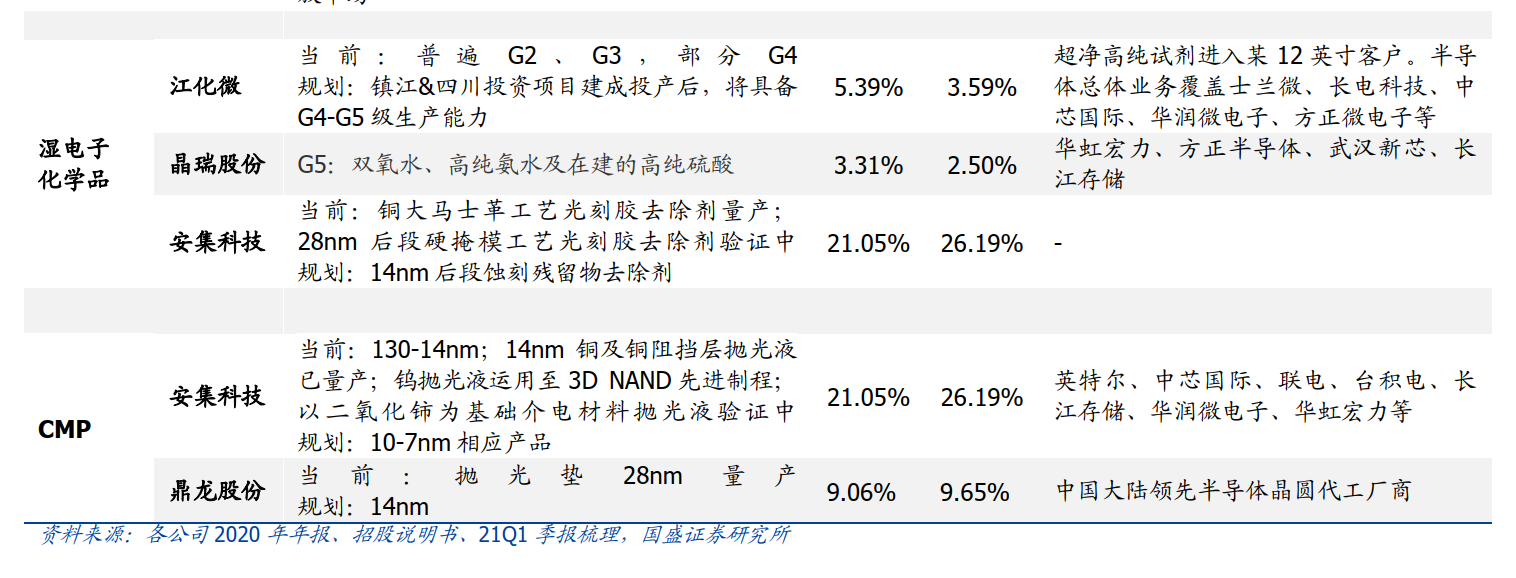 湿电子
化学品
江化微
当前：普遍 G2、G3，部分 G4
规划：镇江&四川投资项目建成投产后，将具备
G4-G5 级生产能力
5.39%
3.59%
超净高纯试剂进入某 12 英寸客户。半导
体总体业务覆盖士兰微、长电科技、中
芯国际、华润微电子、方正微电子等
晶瑞股份
G5：双氧水、高纯氨水及在建的高纯硫酸
3.31%
2.50%
华虹宏力、方正半导体、武汉新芯、长
江存储
安集科技
当前：铜大马士革工艺光刻胶去除剂量产；
28nm 后段硬掩模工艺光刻胶去除剂验证中
规划：14nm 后段蚀刻残留物去除剂
21.05%
26.19%
-
CMP
安集科技
当前：130-14nm；14nm 铜及铜阻挡层抛光液
已量产；钨抛光液运用至 3D NAND 先进制程；
以二氧化铈为基础介电材料抛光液验证中
规划：10-7nm 相应产品
21.05%
26.19%
英特尔、中芯国际、联电、台积电、长
江存储、华润微电子、华虹宏力等
鼎龙股份
当前：抛光垫 28nm 量产
规划：14nm
9.06%
9.65%
中国大陆领先半导体晶圆代工厂商
资料来源：各公司 2020 年年报、招股说明书、21Q1 季报梳理，国盛证券研究所